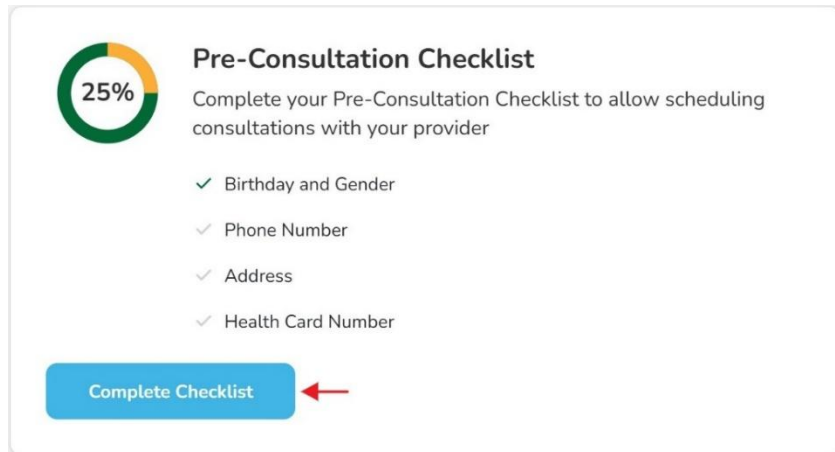 25%
Pre-Consultation Checklist
Complete your Pre-Consultation Checklist to allow scheduling
consultations with your provider
Birthday and Gender
Phone Number
Address
Health Card Number
Complete Checklist